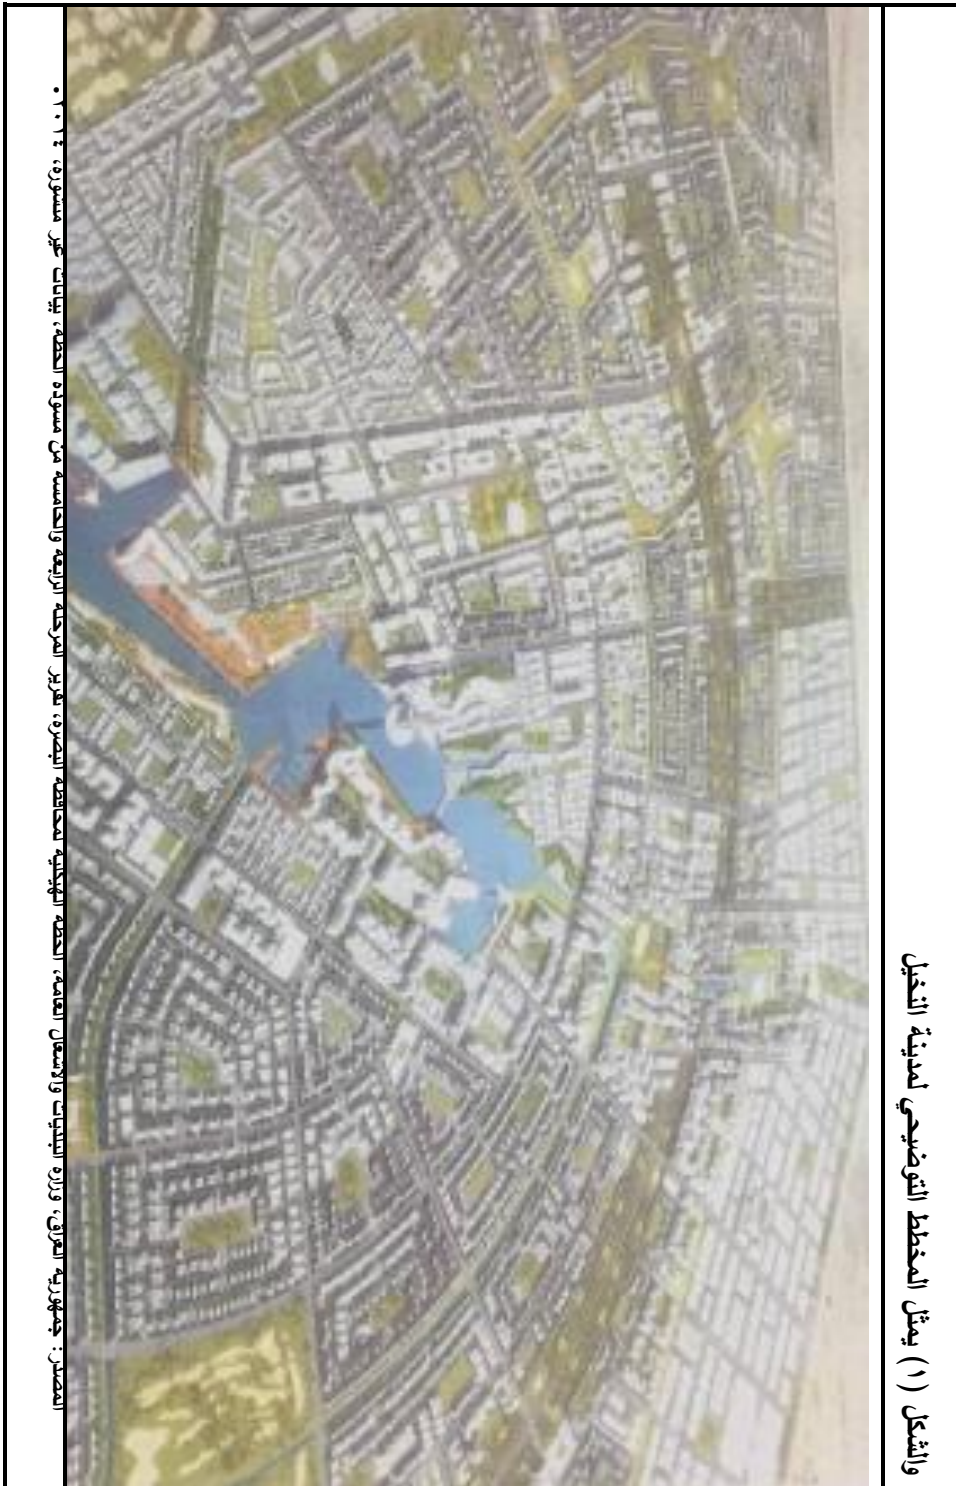 والشكل (١) يمثل المخطط التوضيحي لمدينة النخيل
المصدر: جمهورية العراق، وزارة البلديات والاشغال العامة، الخطة الهيكلية لمحافظة البصرة، تقرير المرحلة الرابعة والخامسة من مسودة الخطة، بيانات غير منشورة، ٢٠١٤.